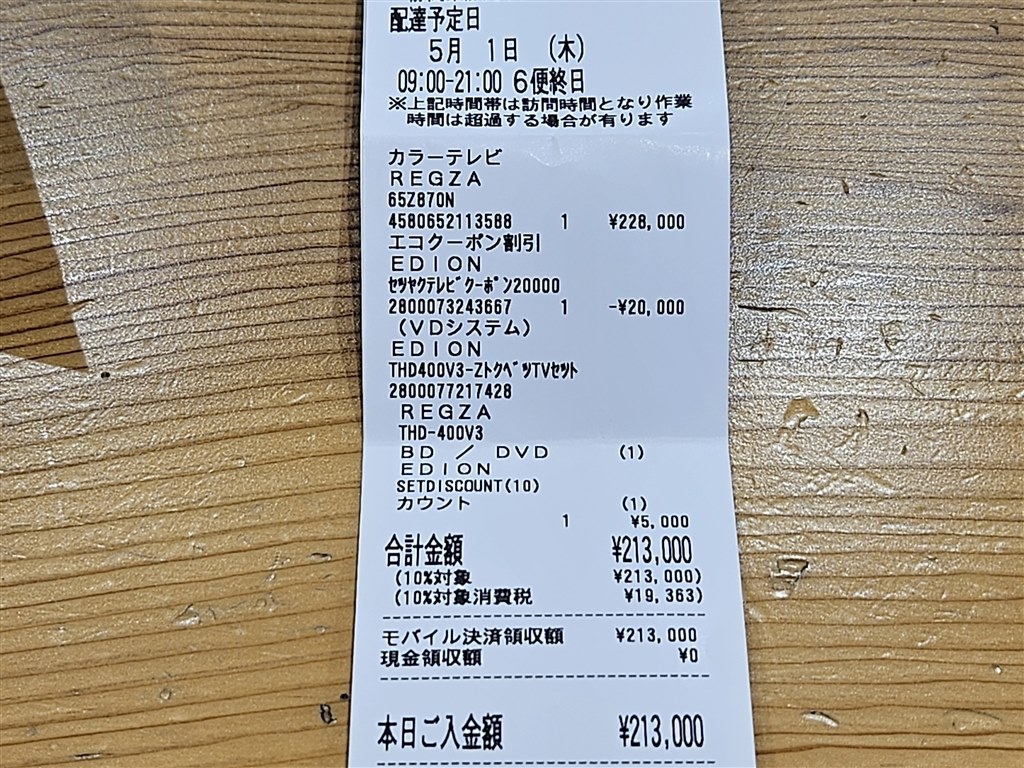 配達予定日
5月 1日 (木)
09:00-21:00 6便終日
※上記時間帯は訪問時間となり作業
時間は超過する場合が有ります
カラーテレビ
REGZA
65Z870N
4580652113588 1 ¥228,000
エコクーポン割引
EDION
ｾﾂﾔｸﾃﾚﾋﾞｸｰﾎﾟﾝ20000
2800073243667 1 -¥20,000
(VDシステム)
EDION
THD400V3-ZﾄｸﾍﾞﾂTVｾｯﾄ
2800077217428
REGZA
THD-400V3
BD / DVD (1)
EDION
SETDISCOUNT(10)
カウント (1)
1 ¥5,000
合計金額 ¥213,000
(10%対象 ¥213,000)
(10%対象消費税 ¥19,363)
モバイル決済領収額 ¥213,000
現金領収額 ¥0
本日ご入金額 ¥213,000